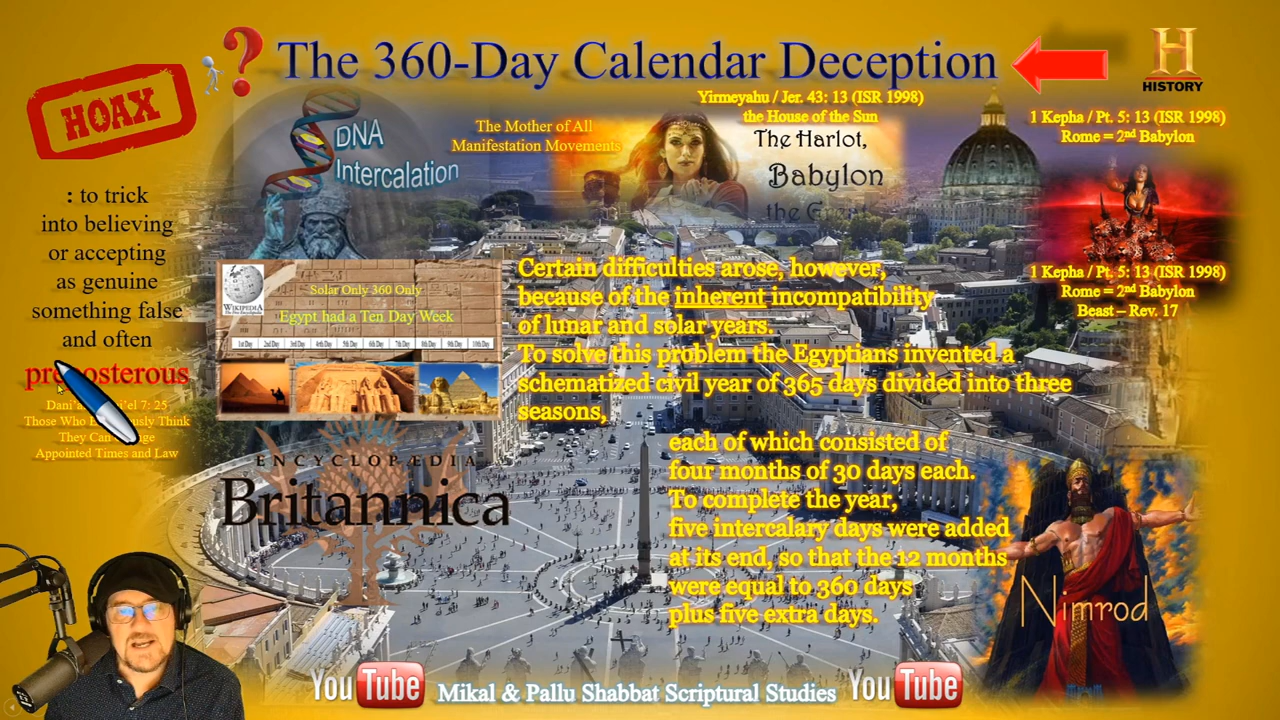 The 360-Day Calendar Deception
?
H
HISTORY
HOAX
: to trick
into believing
or accepting
as genuine
something false
and often
Those Who
Think
They Can
Appointed Times and Law
DNA
Intercalation
The Mother of All
Manifestation Movements
Yirmeyahu / Jer. 43: 13 (ISR 1998)
the House of the Sun
The Harlot,
Babylon
the Great
1 Kepha / Pt. 5: 13 (ISR 1998)
Rome = 2nd Babylon
1 Kepha / Pt. 5: 13 (ISR 1998)
Rome = 2nd Babylon
Beast – Rev. 17
WIKIPEDIA
Solar Only 360 Only
Egypt had a Ten Day Week
1st Day 2nd Day 3rd Day 4th Day 5th Day 6th Day 7th Day 8th Day 9th Day 10th Day
Certain difficulties arose, however,
because of the inherent incompatibility
of lunar and solar years.
To solve this problem the Egyptians invented a
schematized civil year of 365 days divided into three
seasons,
each of which consisted of
four months of 30 days each.
To complete the year,
five intercalary days were added
at its end, so that the 12 months
were equal to 360 days
plus five extra days.
ENCYCLOPÆDIA
Britannica
Nimrod
YouTube Mikal & Pallu Shabbat Scriptural Studies YouTube